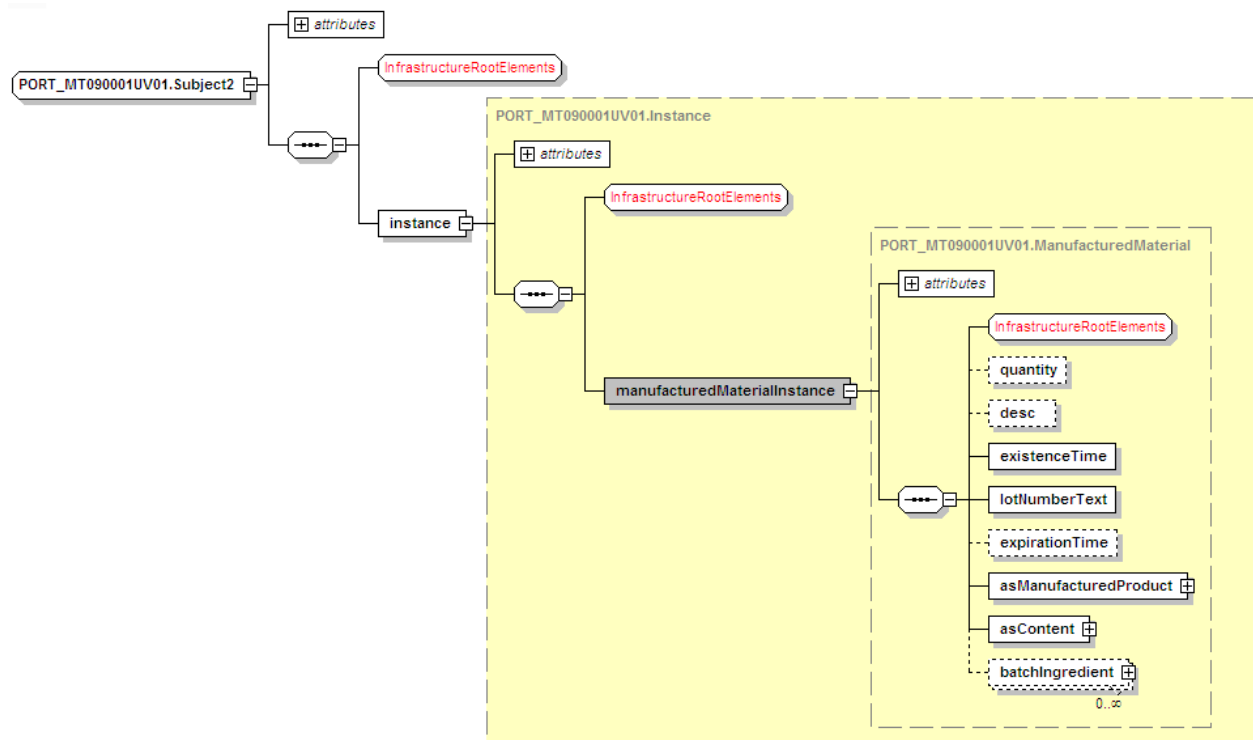 attributes
InfrastructureRootElements
PORT_MT090001UV01.Subject2
PORT_MT090001UV01.Instance
attributes
InfrastructureRootElements
instance
PORT_MT090001UV01.ManufacturedMaterial
attributes
InfrastructureRootElements
quantity
manufacturedMaterialInstance
desc
existenceTime
lotNumberText
expirationTime
asManufacturedProduct
asContent
batchIngredient
0..∞